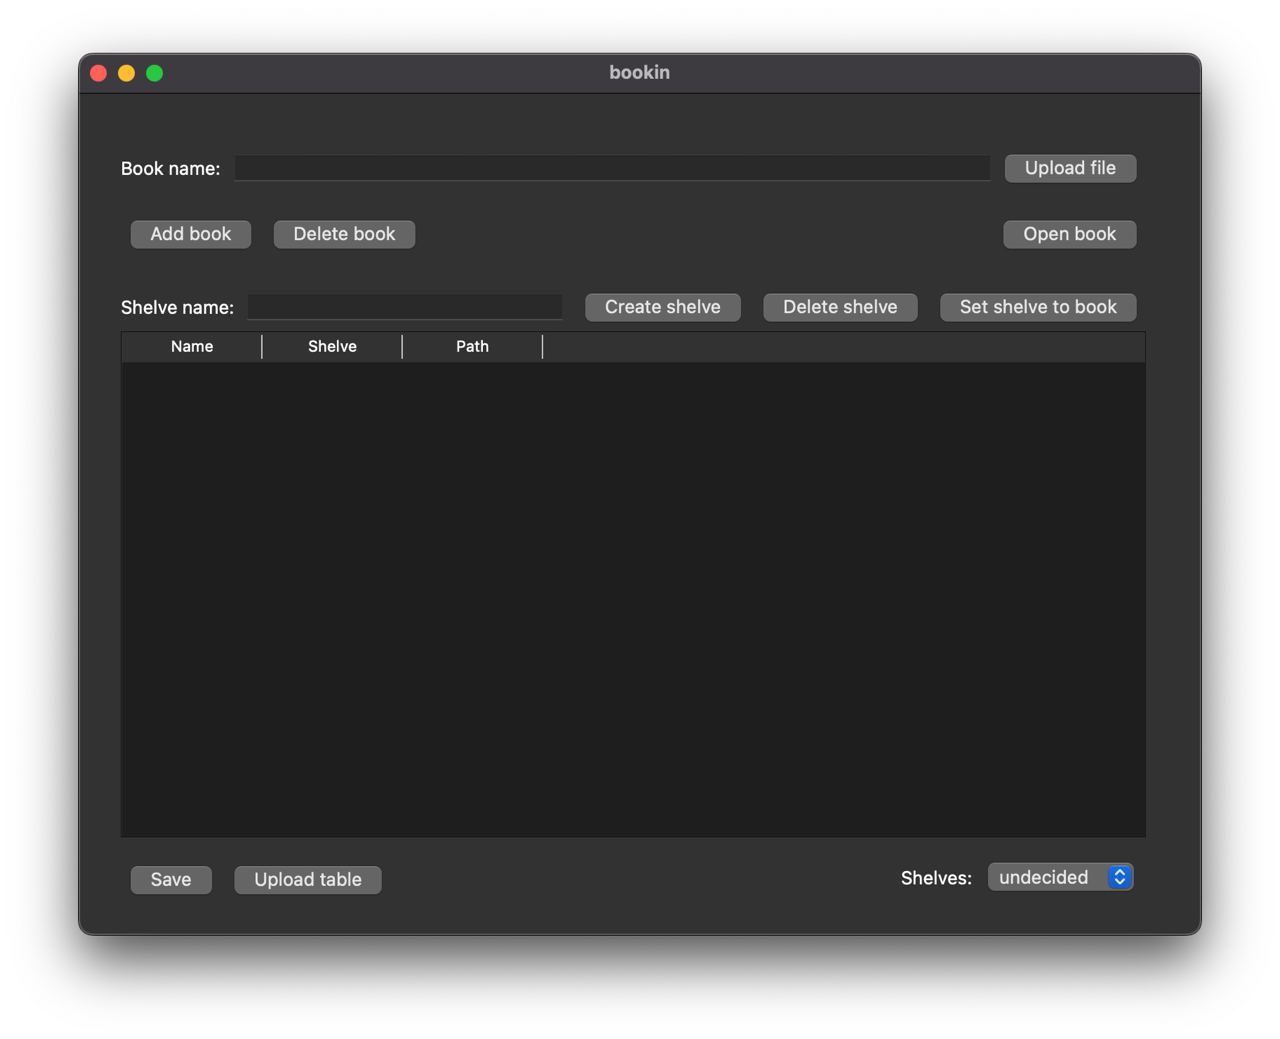 bookin
Book name: Upload file
Add book Delete book Open book
Shelve name: Create shelve Delete shelve Set shelve to book
Name Shelve Path
Save Upload table Shelves: undecided